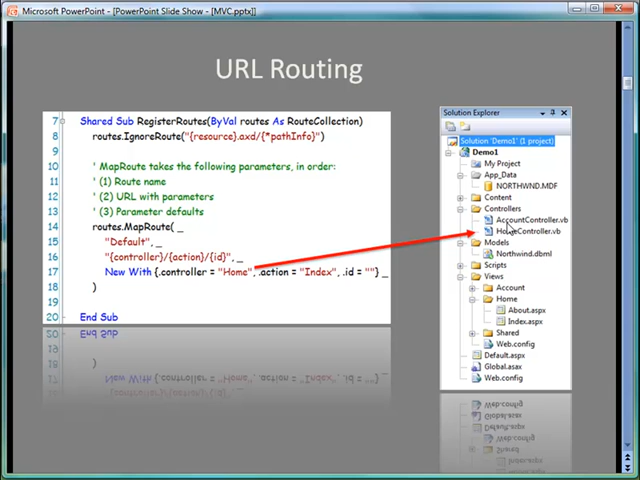 Microsoft PowerPoint - [PowerPoint Slide Show - [MVC.pptx]]
URL Routing
7 Shared Sub RegisterRoutes(ByVal routes As RouteCollection)
8 routes.IgnoreRoute("{resource}.axd/{*pathInfo}")
9
10 ' MapRoute takes the following parameters, in order:
11 ' (1) Route name
12 ' (2) URL with parameters
13 ' (3) Parameter defaults
14 routes.MapRoute( _
15 "Default", _
16 "{controller}/{action}/{id}", _
17 New With {.controller = "Home", .action = "Index", .id = ""} _
18 )
19
20 End Sub
Solution Explorer
Solution 'Demo1' (1 project)
Demo1
My Project
App_Data
NORTHWND.MDF
Content
Controllers
AccountController.vb
HomeController.vb
Models
Northwind.dbml
Scripts
Views
Account
Home
About.aspx
Index.aspx
Shared
Web.config
Default.aspx
Global.asax
Web.config